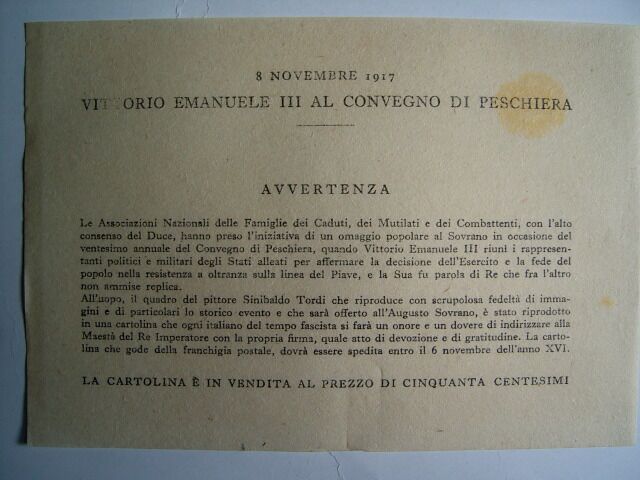 8 NOVEMBRE 1917
VITTORIO EMANUELE III AL CONVEGNO DI PESCHIERA
AVVERTENZA
Le Associazioni Nazionali delle Famiglie dei Caduti, dei Mutilati e dei Combattenti, con l'alto
consenso del Duce, hanno preso l'iniziativa di un omaggio popolare al Sovrano in occasione del
ventesimo annuale del Convegno di Peschiera, quando Vittorio Emanuele III riunì i rappresen-
tanti politici e militari degli Stati alleati per affermare la decisione dell'Esercito e la fede del
popolo nella resistenza a oltranza sulla linea del Piave, e la Sua fu parola di Re che fra l'altro
non ammise replica.
All'uopo, il quadro del pittore Sinibaldo Tordi che riproduce con scrupolosa fedeltà di imma-
gini e di particolari lo storico evento e che sarà offerto all'Augusto Sovrano, è stato riprodotto
in una cartolina che ogni italiano del tempo fascista si farà un onore e un dovere di indirizzare alla
Maestà del Re Imperatore con la propria firma, quale atto di devozione e di gratitudine. La carto-
lina che gode della franchigia postale, dovrà essere spedita entro il 6 novembre dell'anno XVI.
LA CARTOLINA È IN VENDITA AL PREZZO DI CINQUANTA CENTESIMI